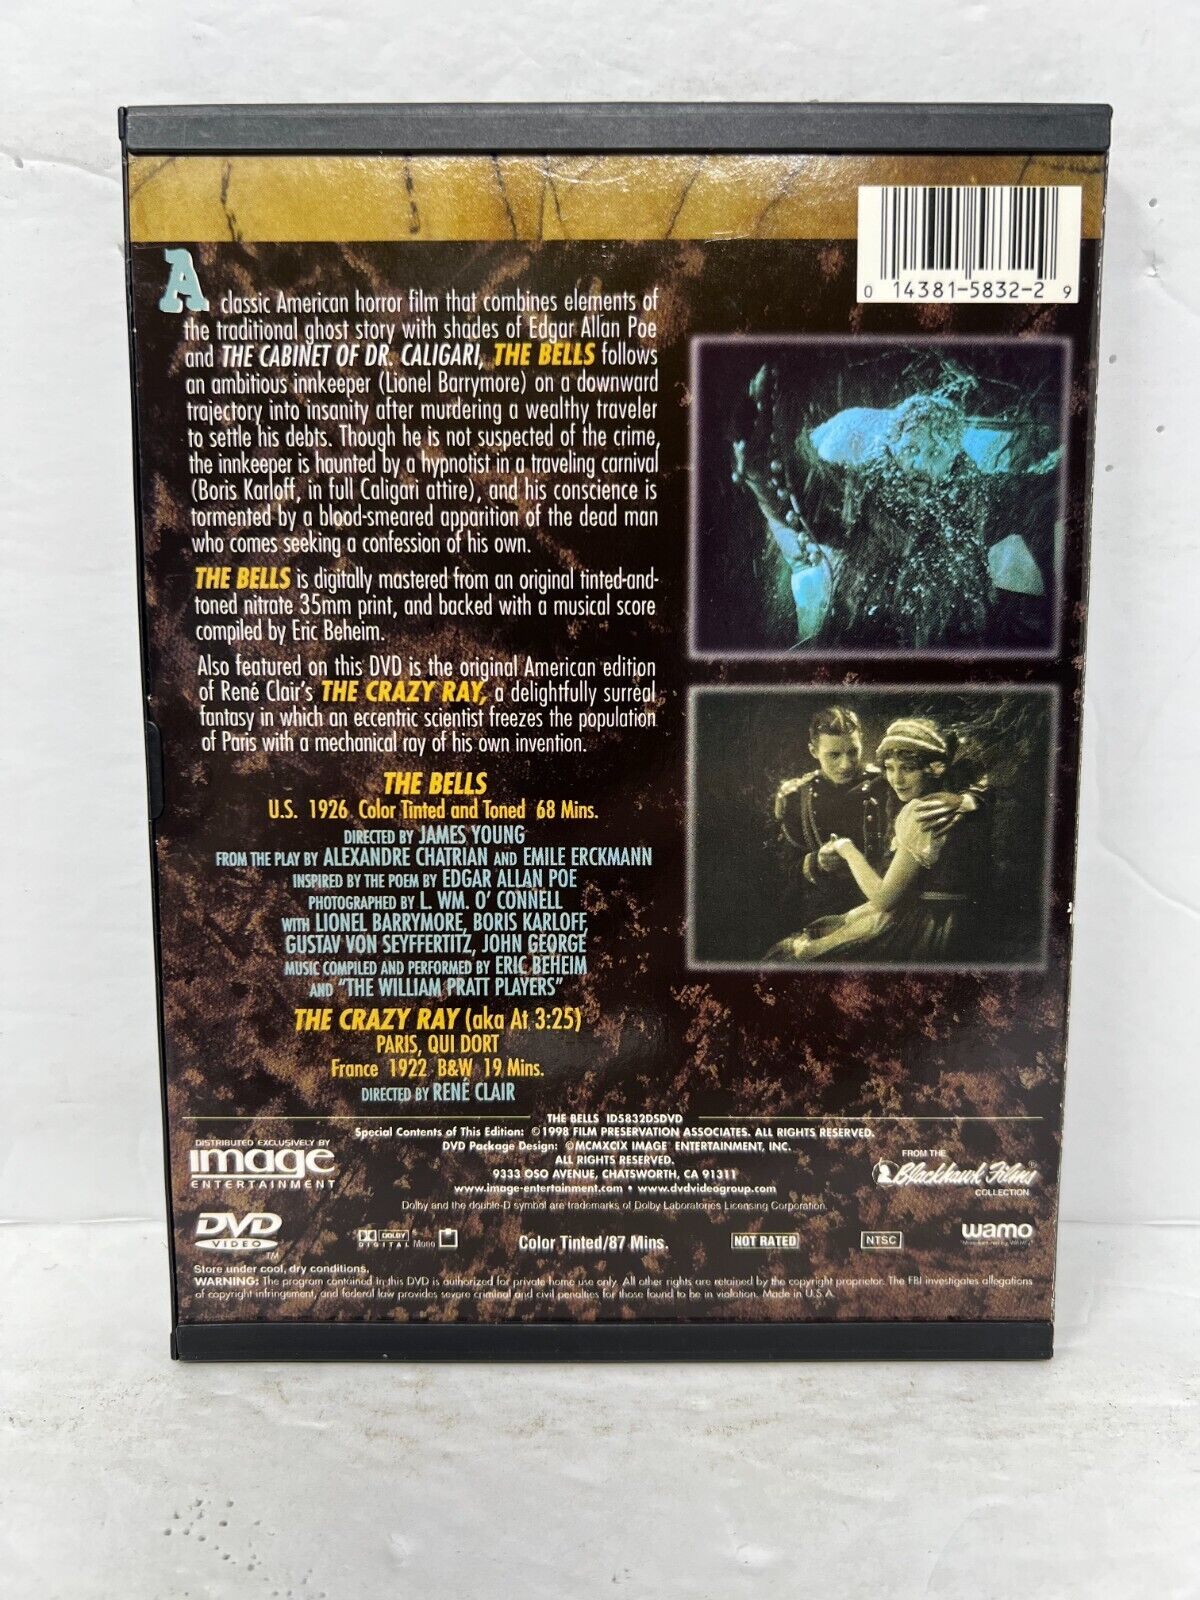 0 14381-5832-2 9
A classic American horror film that combines elements of
the traditional ghost story with shades of Edgar Allan Poe
and THE CABINET OF DR. CALIGARI, THE BELLS follows
an ambitious innkeeper (Lionel Barrymore) on a downward
trajectory into insanity after murdering a wealthy traveler
to settle his debts. Though he is not suspected of the crime,
the innkeeper is haunted by a hypnotist in a traveling carnival
(Boris Karloff, in full Caligari attire), and his conscience is
tormented by a blood-smeared apparition of the dead man
who comes seeking a confession of his own.
THE BELLS is digitally mastered from an original tinted-and-
toned nitrate 35mm print, and backed with a musical score
compiled by Eric Beheim.
Also featured on this DVD is the original American edition
of René Clair's THE CRAZY RAY, a delightfully surreal
fantasy in which an eccentric scientist freezes the population
of Paris with a mechanical ray of his own invention.
THE BELLS
U.S. 1926 Color Tinted and Toned 68 Mins.
DIRECTED BY JAMES YOUNG
FROM THE PLAY BY ALEXANDRE CHATRIAN AND EMILE ERCKMANN
INSPIRED BY THE POEM BY EDGAR ALLAN POE
PHOTOGRAPHED BY L. WM. O' CONNELL
WITH LIONEL BARRYMORE, BORIS KARLOFF,
GUSTAV VON SEYFFERTITZ, JOHN GEORGE
MUSIC COMPILED AND PERFORMED BY ERIC BEHEIM
AND "THE WILLIAM PRATT PLAYERS"
THE CRAZY RAY (aka At 3:25)
PARIS, QUI DORT
France 1922 B&W 19 Mins.
DIRECTED BY RENÉ CLAIR
THE BELLS ID5832DSDVD
Special Contents of This Edition: ©1998 FILM PRESERVATION ASSOCIATES. ALL RIGHTS RESERVED.
DVD Package Design: ©MCMXCIX IMAGE ENTERTAINMENT, INC.
ALL RIGHTS RESERVED.
9333 OSO AVENUE, CHATSWORTH, CA 91311
www.image-entertainment.com • www.dvdvideogroup.com
Dolby and the double-D symbol are trademarks of Dolby Laboratories Licensing Corporation.
DISTRIBUTED EXCLUSIVELY BY
image
ENTERTAINMENT
FROM THE
Blackhawk Films®
COLLECTION
DVD
VIDEO™
DOLBY
DIGITAL Mono
Color Tinted/87 Mins.
NOT RATED
NTSC
wamo
Store under cool, dry conditions.
WARNING: The program contained in this DVD is authorized for private home use only. All other rights are retained by the copyright proprietor. The FBI investigates allegations
of copyright infringement, and federal law provides severe criminal and civil penalties for those found to be in violation. Made in U.S.A.